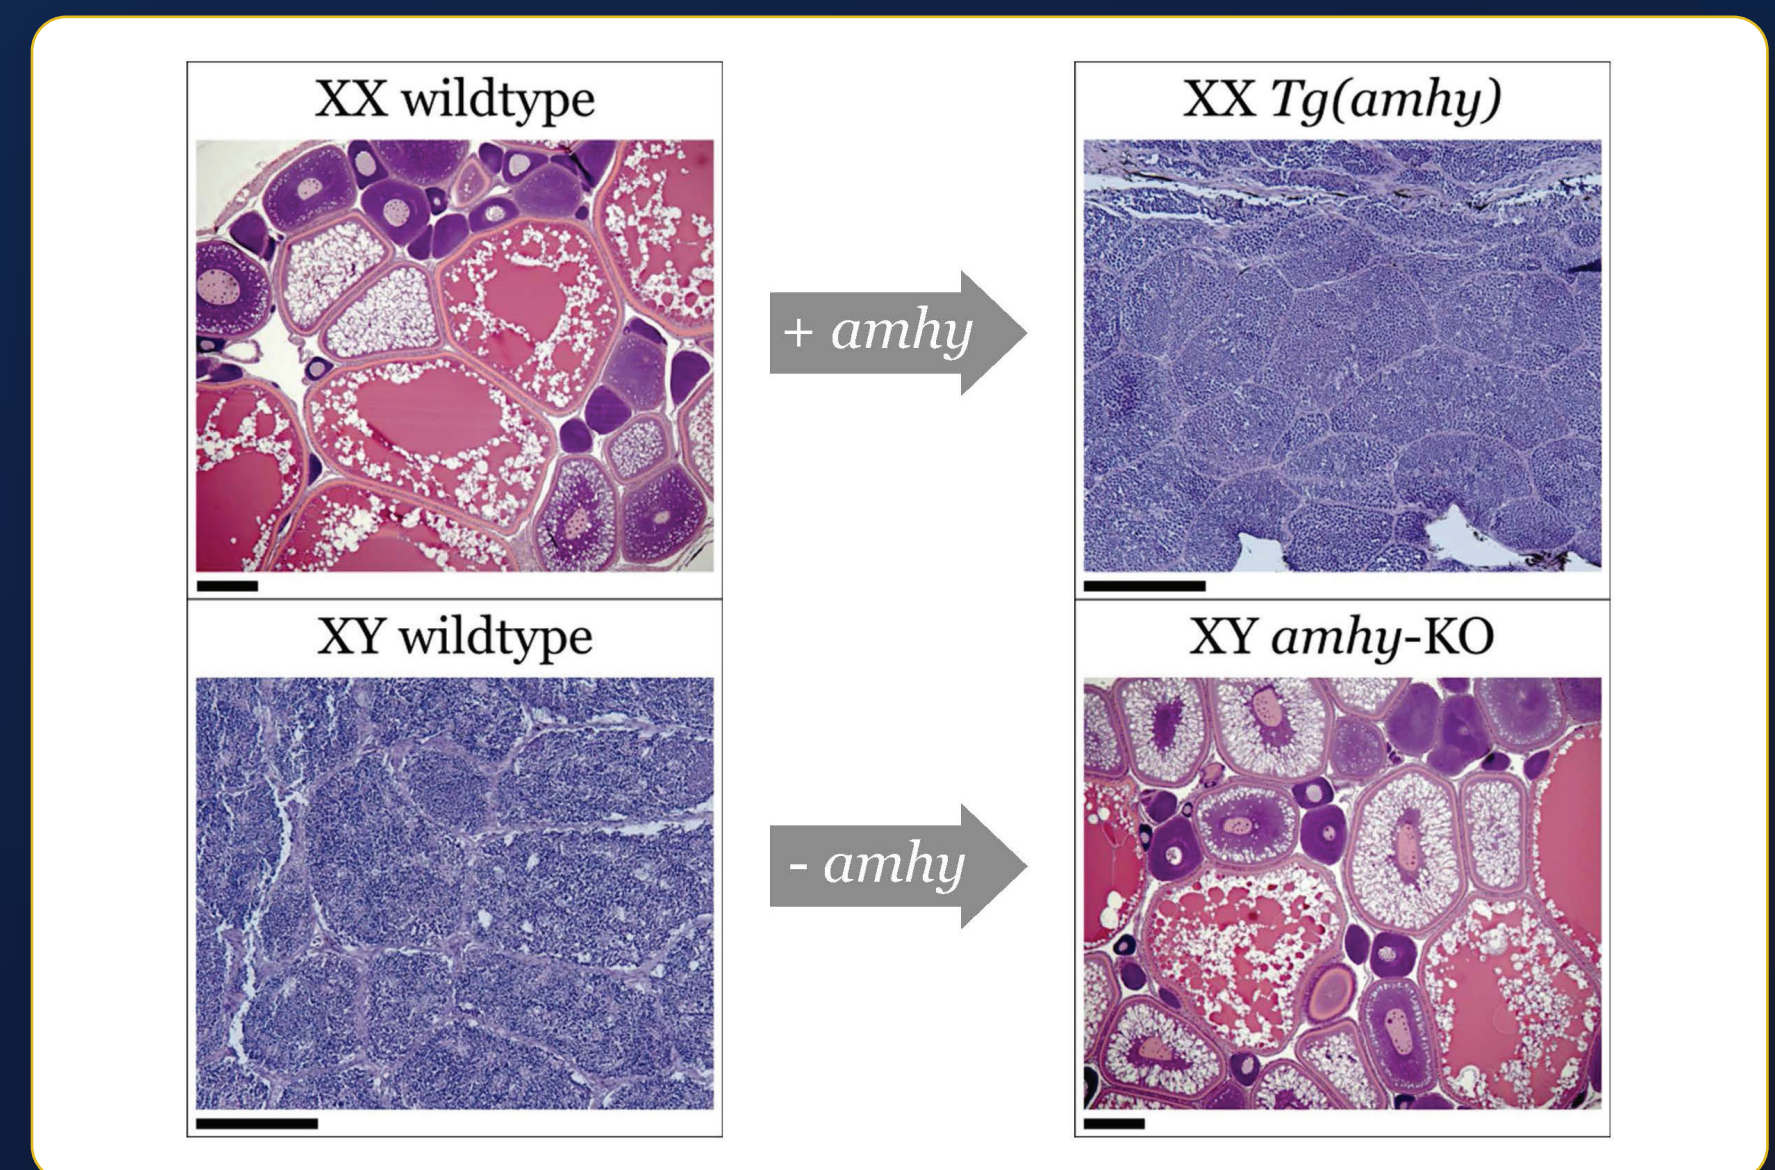 XX wildtype
+ amhy
XX Tg(amhy)
XY wildtype
- amhy
XY amhy-KO